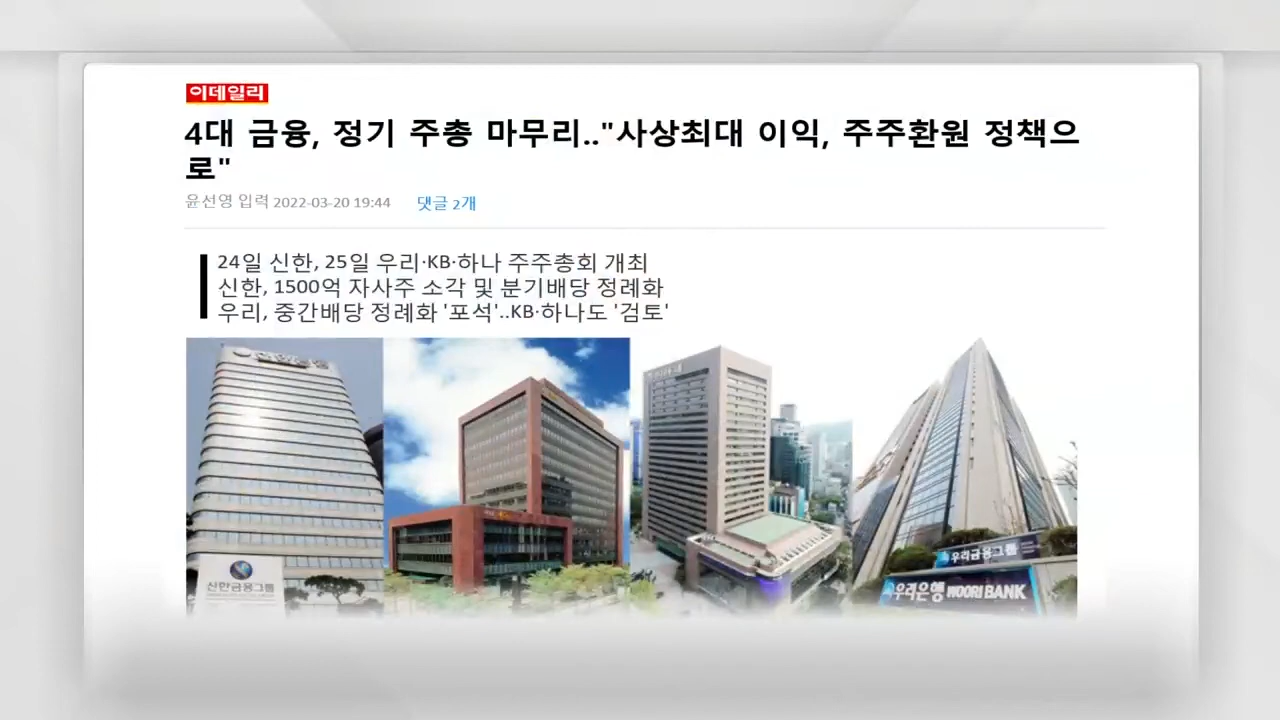 이데일리
4대 금융, 정기 주총 마무리.."사상최대 이익, 주주환원 정책으
로"
윤선영 입력 2022-03-20 19:44 댓글 2개
24일 신한, 25일 우리·KB·하나 주주총회 개최
신한, 1500억 자사주 소각 및 분기배당 정례화
우리, 중간배당 정례화 '포석'..KB·하나도 '검토'
신한금융그룹
우리금융그룹
우리은행 WOORI BANK